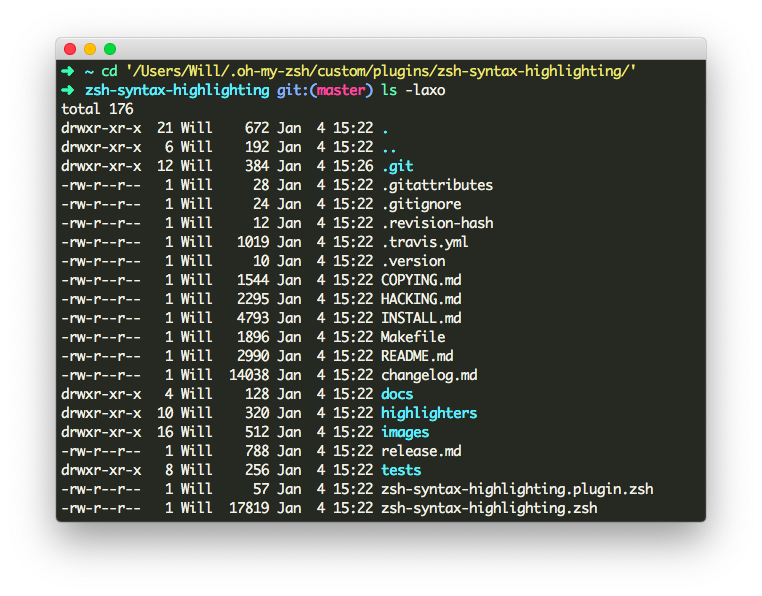 ➜ ~ cd '/Users/Will/.oh-my-zsh/custom/plugins/zsh-syntax-highlighting/'
➜ zsh-syntax-highlighting git:(master) ls -laxo
total 176
drwxr-xr-x  21 Will    672 Jan  4 15:22 .
drwxr-xr-x   6 Will    192 Jan  4 15:22 ..
drwxr-xr-x  12 Will    384 Jan  4 15:26 .git
-rw-r--r--   1 Will     28 Jan  4 15:22 .gitattributes
-rw-r--r--   1 Will     24 Jan  4 15:22 .gitignore
-rw-r--r--   1 Will     12 Jan  4 15:22 .revision-hash
-rw-r--r--   1 Will   1019 Jan  4 15:22 .travis.yml
-rw-r--r--   1 Will     10 Jan  4 15:22 .version
-rw-r--r--   1 Will   1544 Jan  4 15:22 COPYING.md
-rw-r--r--   1 Will   2295 Jan  4 15:22 HACKING.md
-rw-r--r--   1 Will   4793 Jan  4 15:22 INSTALL.md
-rw-r--r--   1 Will   1896 Jan  4 15:22 Makefile
-rw-r--r--   1 Will   2990 Jan  4 15:22 README.md
-rw-r--r--   1 Will  14038 Jan  4 15:22 changelog.md
drwxr-xr-x   4 Will    128 Jan  4 15:22 docs
drwxr-xr-x  10 Will    320 Jan  4 15:22 highlighters
drwxr-xr-x  16 Will    512 Jan  4 15:22 images
-rw-r--r--   1 Will    788 Jan  4 15:22 release.md
drwxr-xr-x   8 Will    256 Jan  4 15:22 tests
-rw-r--r--   1 Will     57 Jan  4 15:22 zsh-syntax-highlighting.plugin.zsh
-rw-r--r--   1 Will  17819 Jan  4 15:22 zsh-syntax-highlighting.zsh